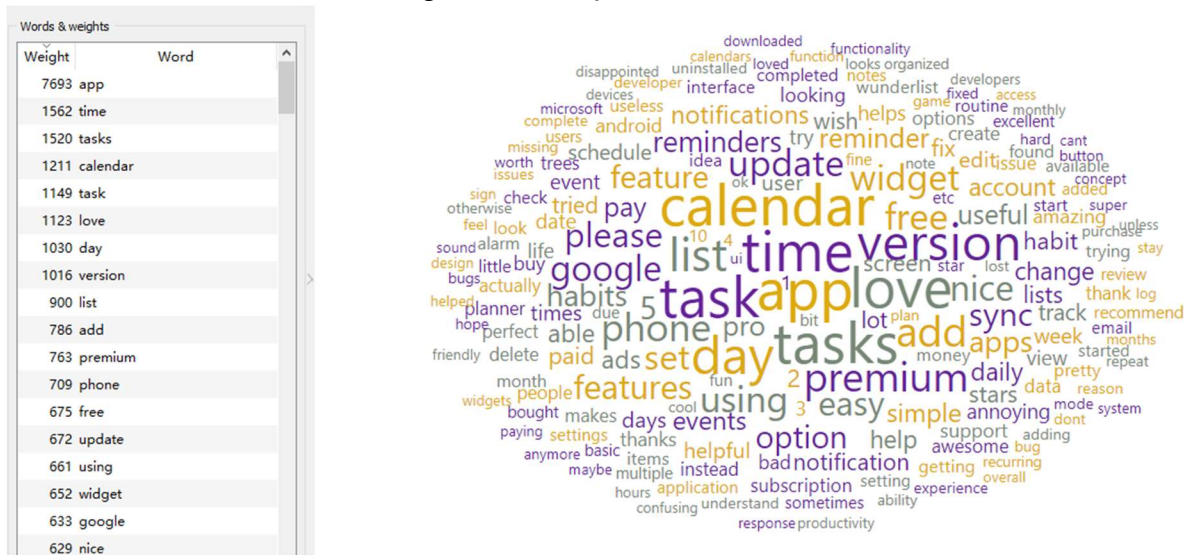 Words & weights
Weight Word
7693 app
1562 time
1520 tasks
1211 calendar
1149 task
1123 love
1030 day
1016 version
900 list
786 add
763 premium
709 phone
675 free
672 update
661 using
652 widget
633 google
629 nice
downloaded
calendars function functionality
disappointed uninstalled loved looks organized
developer interface completed notes wunderlist developers
devices looking game fixed access
microsoft useless notifications wish helps options routine monthly
complete android reminders try reminder create excellent
users missing schedule idea update fine fix edit found hard cant
worth trees note issue available button
issues event feature ok user widget account added concept
sign check tried pay calendar free etc start super
otherwise feel look date please useful amazing purchase unless
sound alarm life list 10 4 ui time version habit trying stay
design little buy google screen star lost change review
bugs actually habits 5 task app 1 love nice lists thank log
helped planner times due phone pro bit lot plan add sync track recommend
hope perfect able tasks apps week email months
friendly delete paid ads set day money view started repeat
month people features fun 2 premium daily data pretty reason
widgets bought makes days events cool using 3 easy simple stars annoying mode system
paying settings thanks option help support adding dont
anymore basic items helpful bad notification awesome bug
maybe multiple instead getting recurring
hours application subscription setting experience overall
confusing understand sometimes ability
response productivity